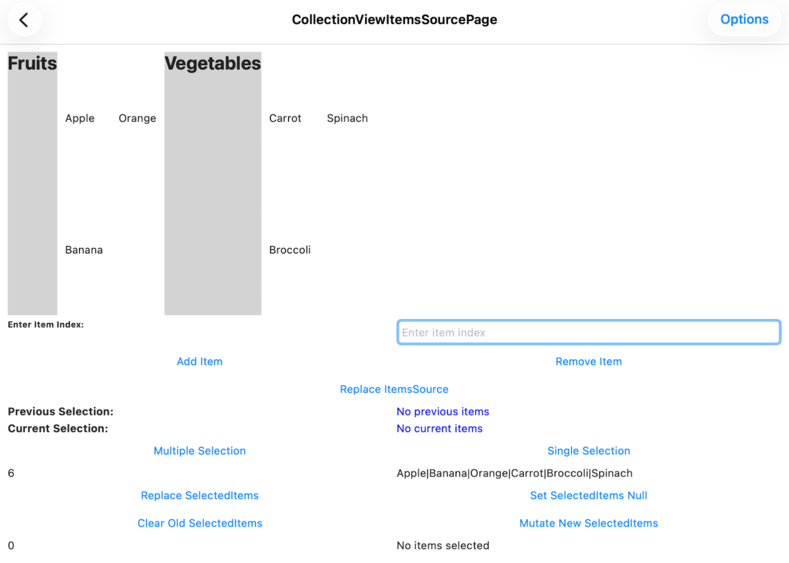 CollectionViewItemsSourcePage
Options
Fruits
Vegetables
Apple
Orange
Carrot
Spinach
Banana
Broccoli
Enter Item Index:
Enter item index
Add Item
Remove Item
Replace ItemsSource
Previous Selection:
No previous items
Current Selection:
No current items
Multiple Selection
Single Selection
6
Apple|Banana|Orange|Carrot|Broccoli|Spinach
Replace SelectedItems
Set SelectedItems Null
Clear Old SelectedItems
Mutate New SelectedItems
0
No items selected